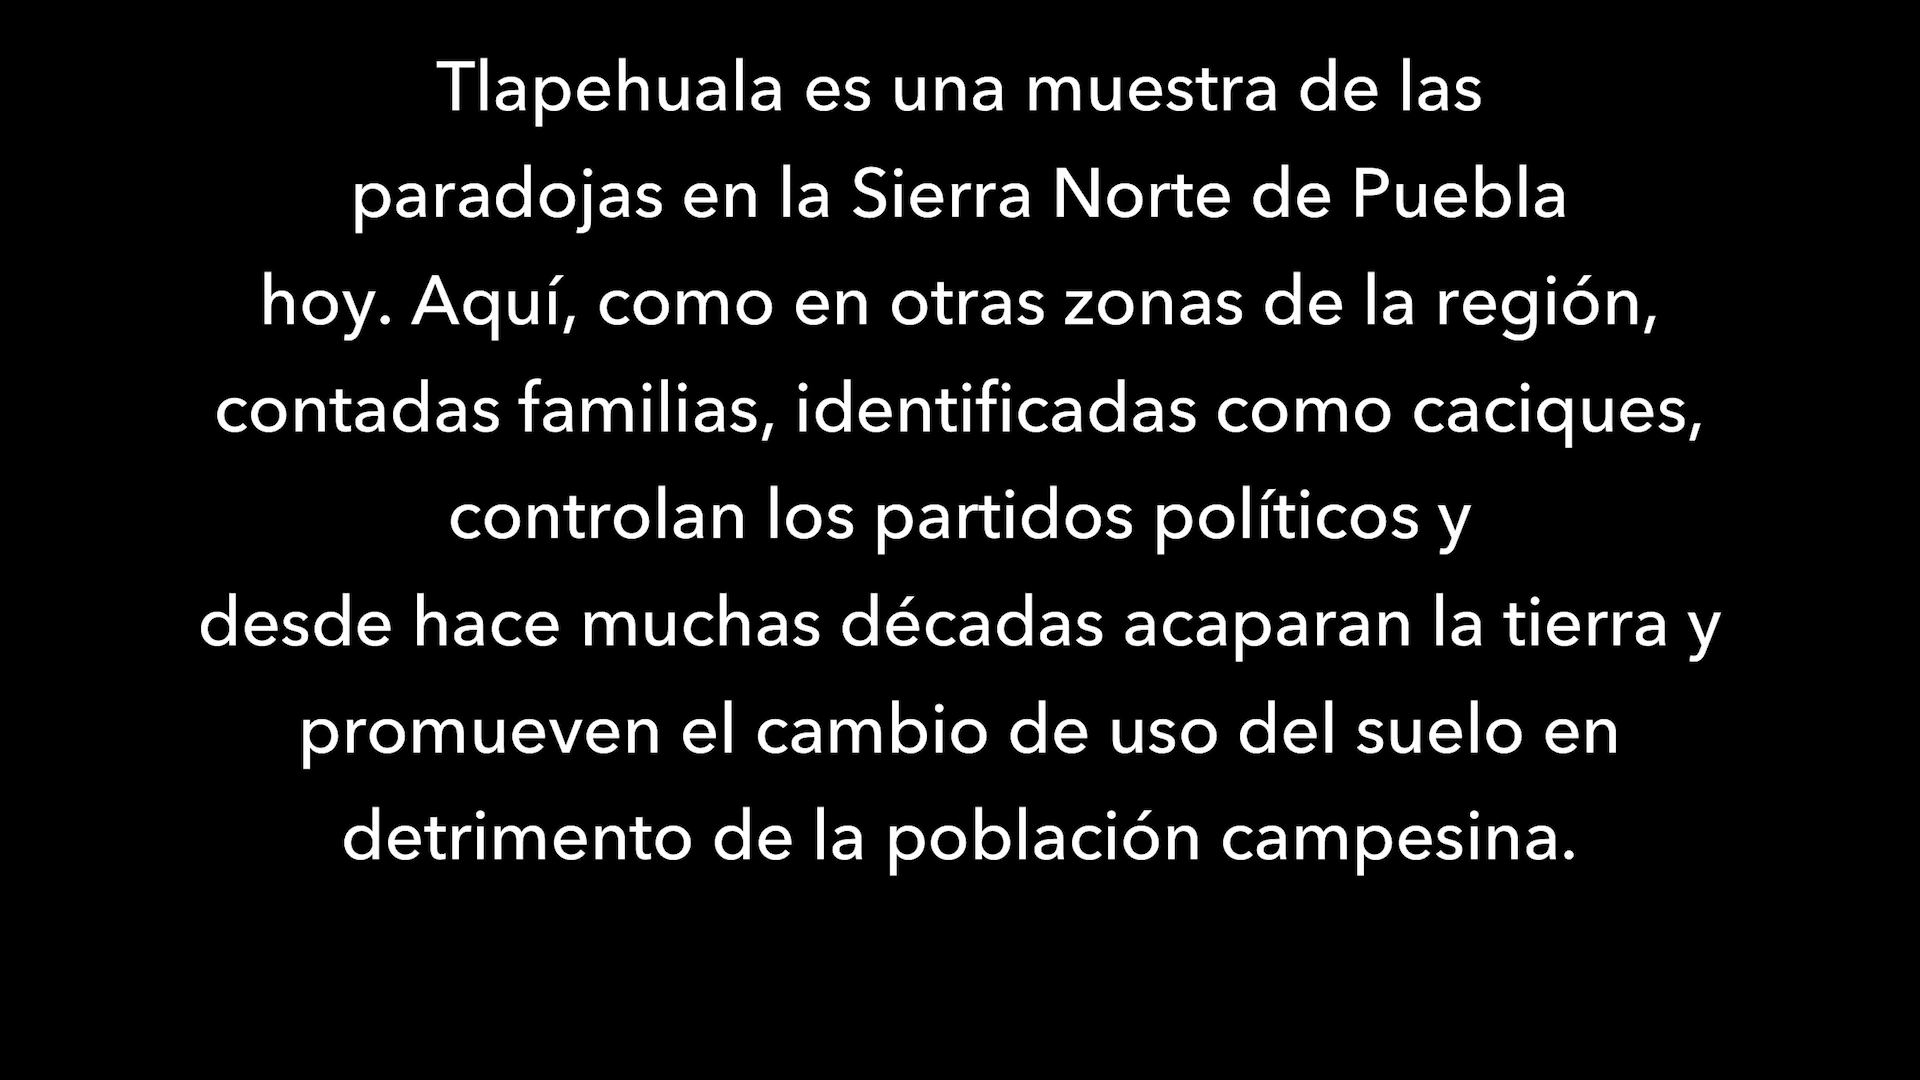 Tlapehuala es una muestra de las
paradojas en la Sierra Norte de Puebla
hoy. Aquí, como en otras zonas de la región,
contadas familias, identificadas como caciques,
controlan los partidos políticos y
desde hace muchas décadas acaparan la tierra y
promueven el cambio de uso del suelo en
detrimento de la población campesina.